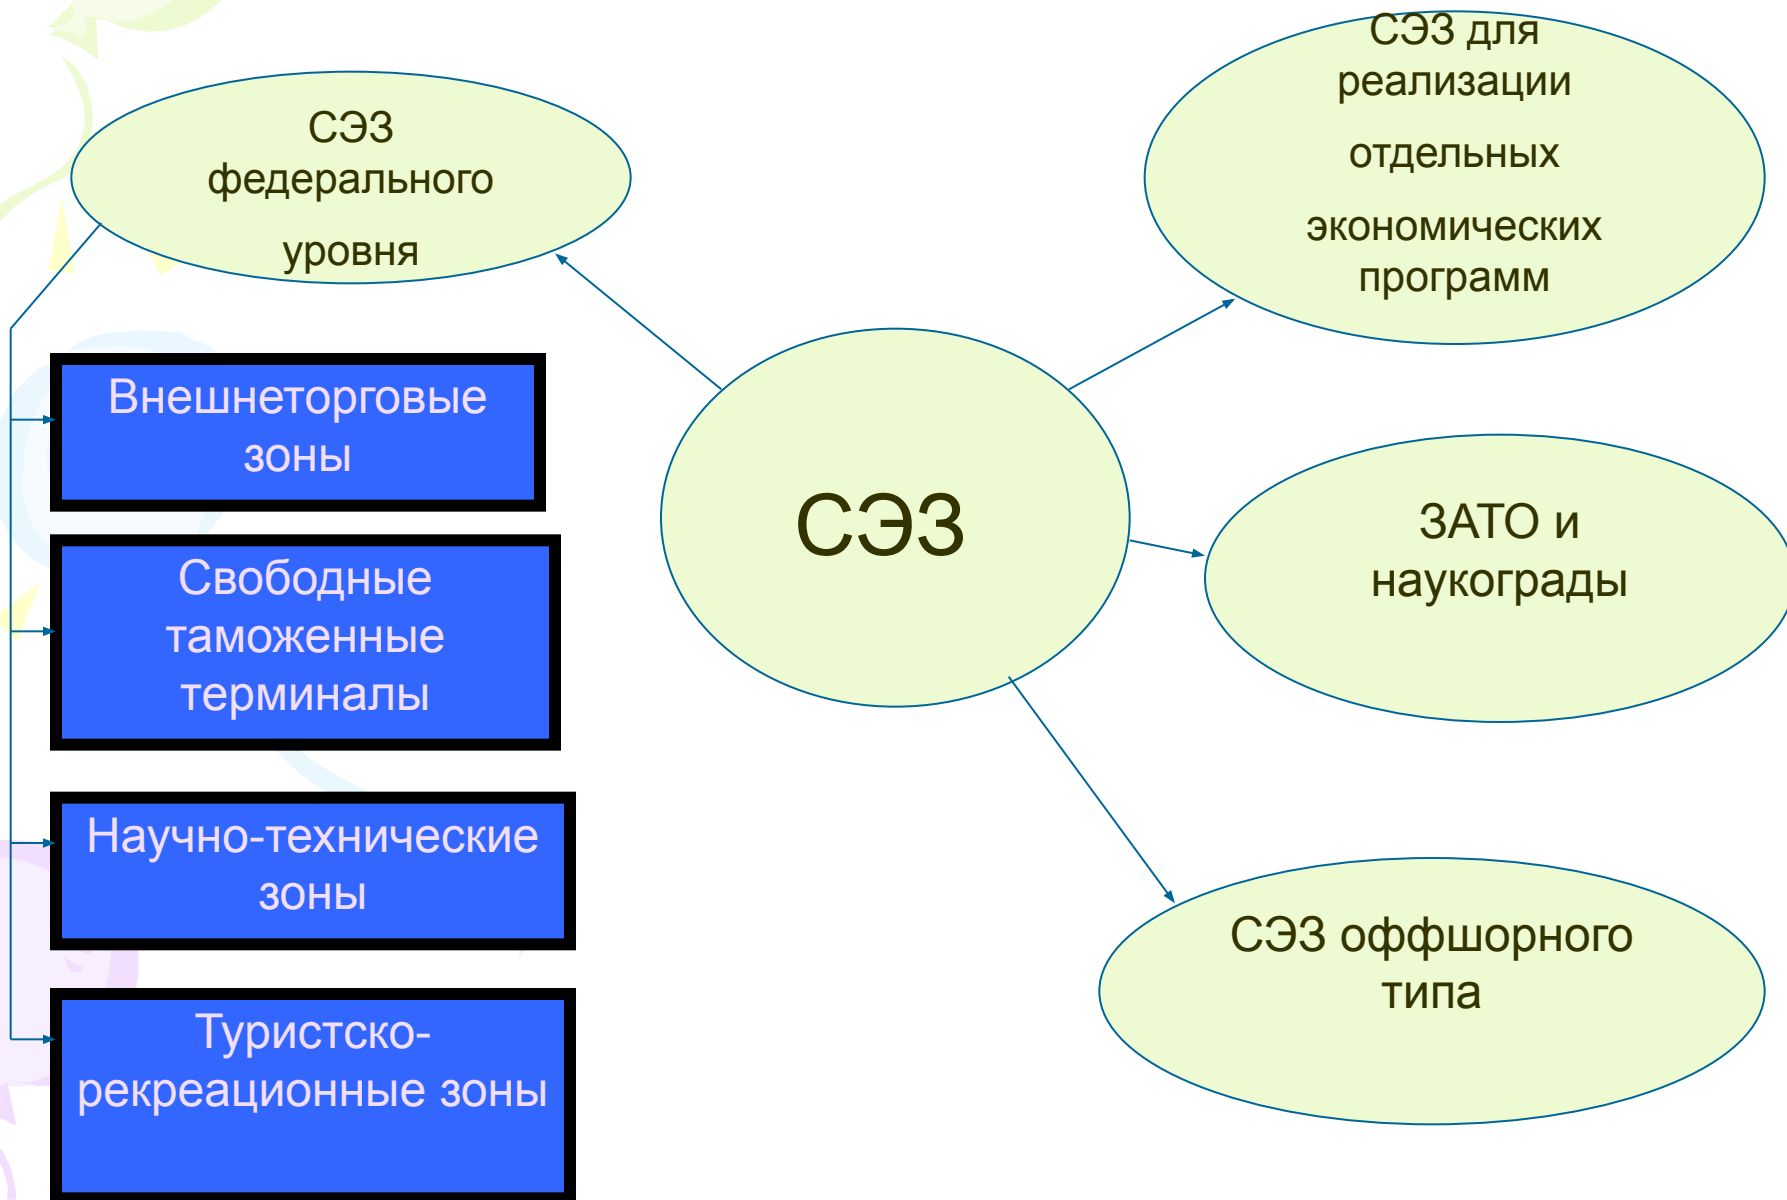 СЭЗ
федерального
уровня
СЭЗ для
реализации
отдельных
экономических
программ
Внешнеторговые
зоны
СЭЗ
Свободные
таможенные
терминалы
ЗАТО и
наукограды
Научно-технические
зоны
СЭЗ оффшорного
типа
Туристско-
рекреационные зоны